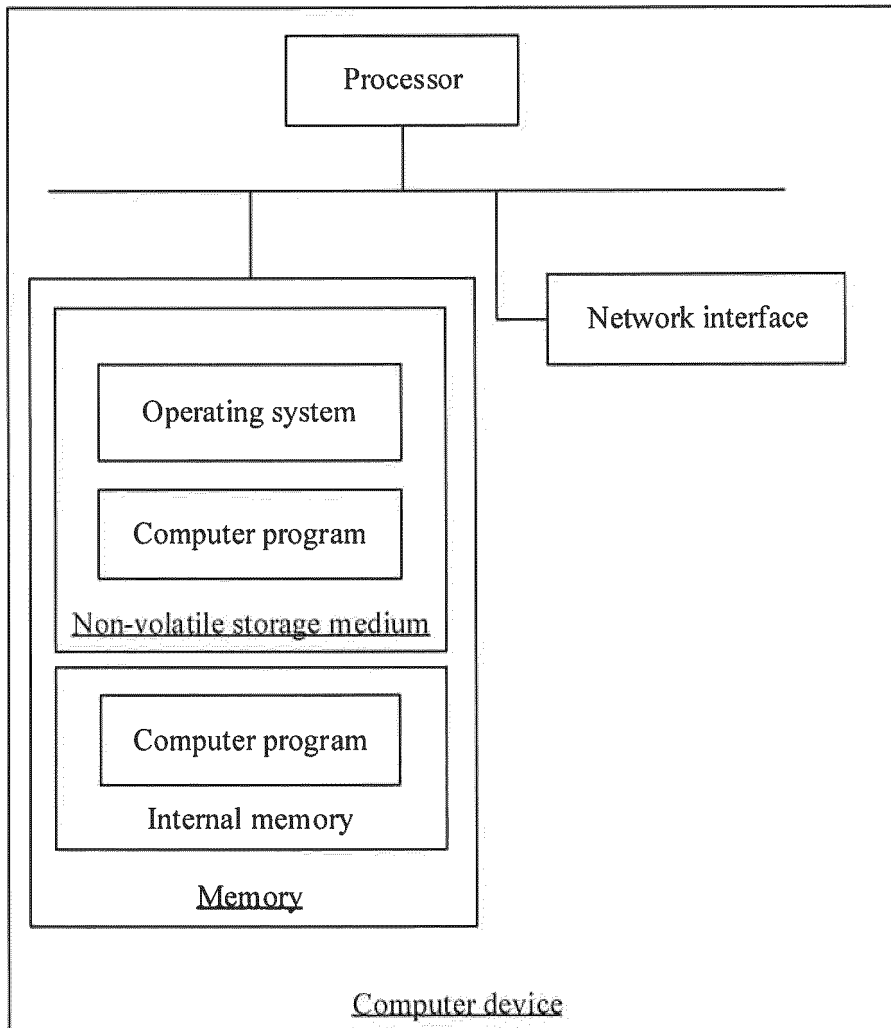 Processor
Network interface
Operating system
Computer program
Non-volatile storage medium
Computer program
Internal memory
Memory
Computer device